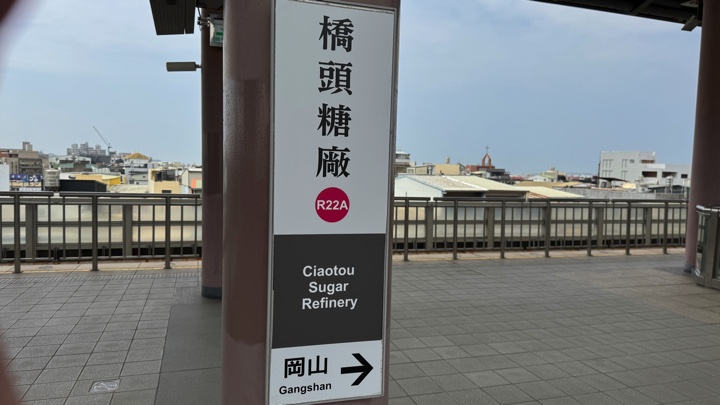 橋頭糖廠
R22A
Ciaotou
Sugar
Refinery
岡山
Gangshan